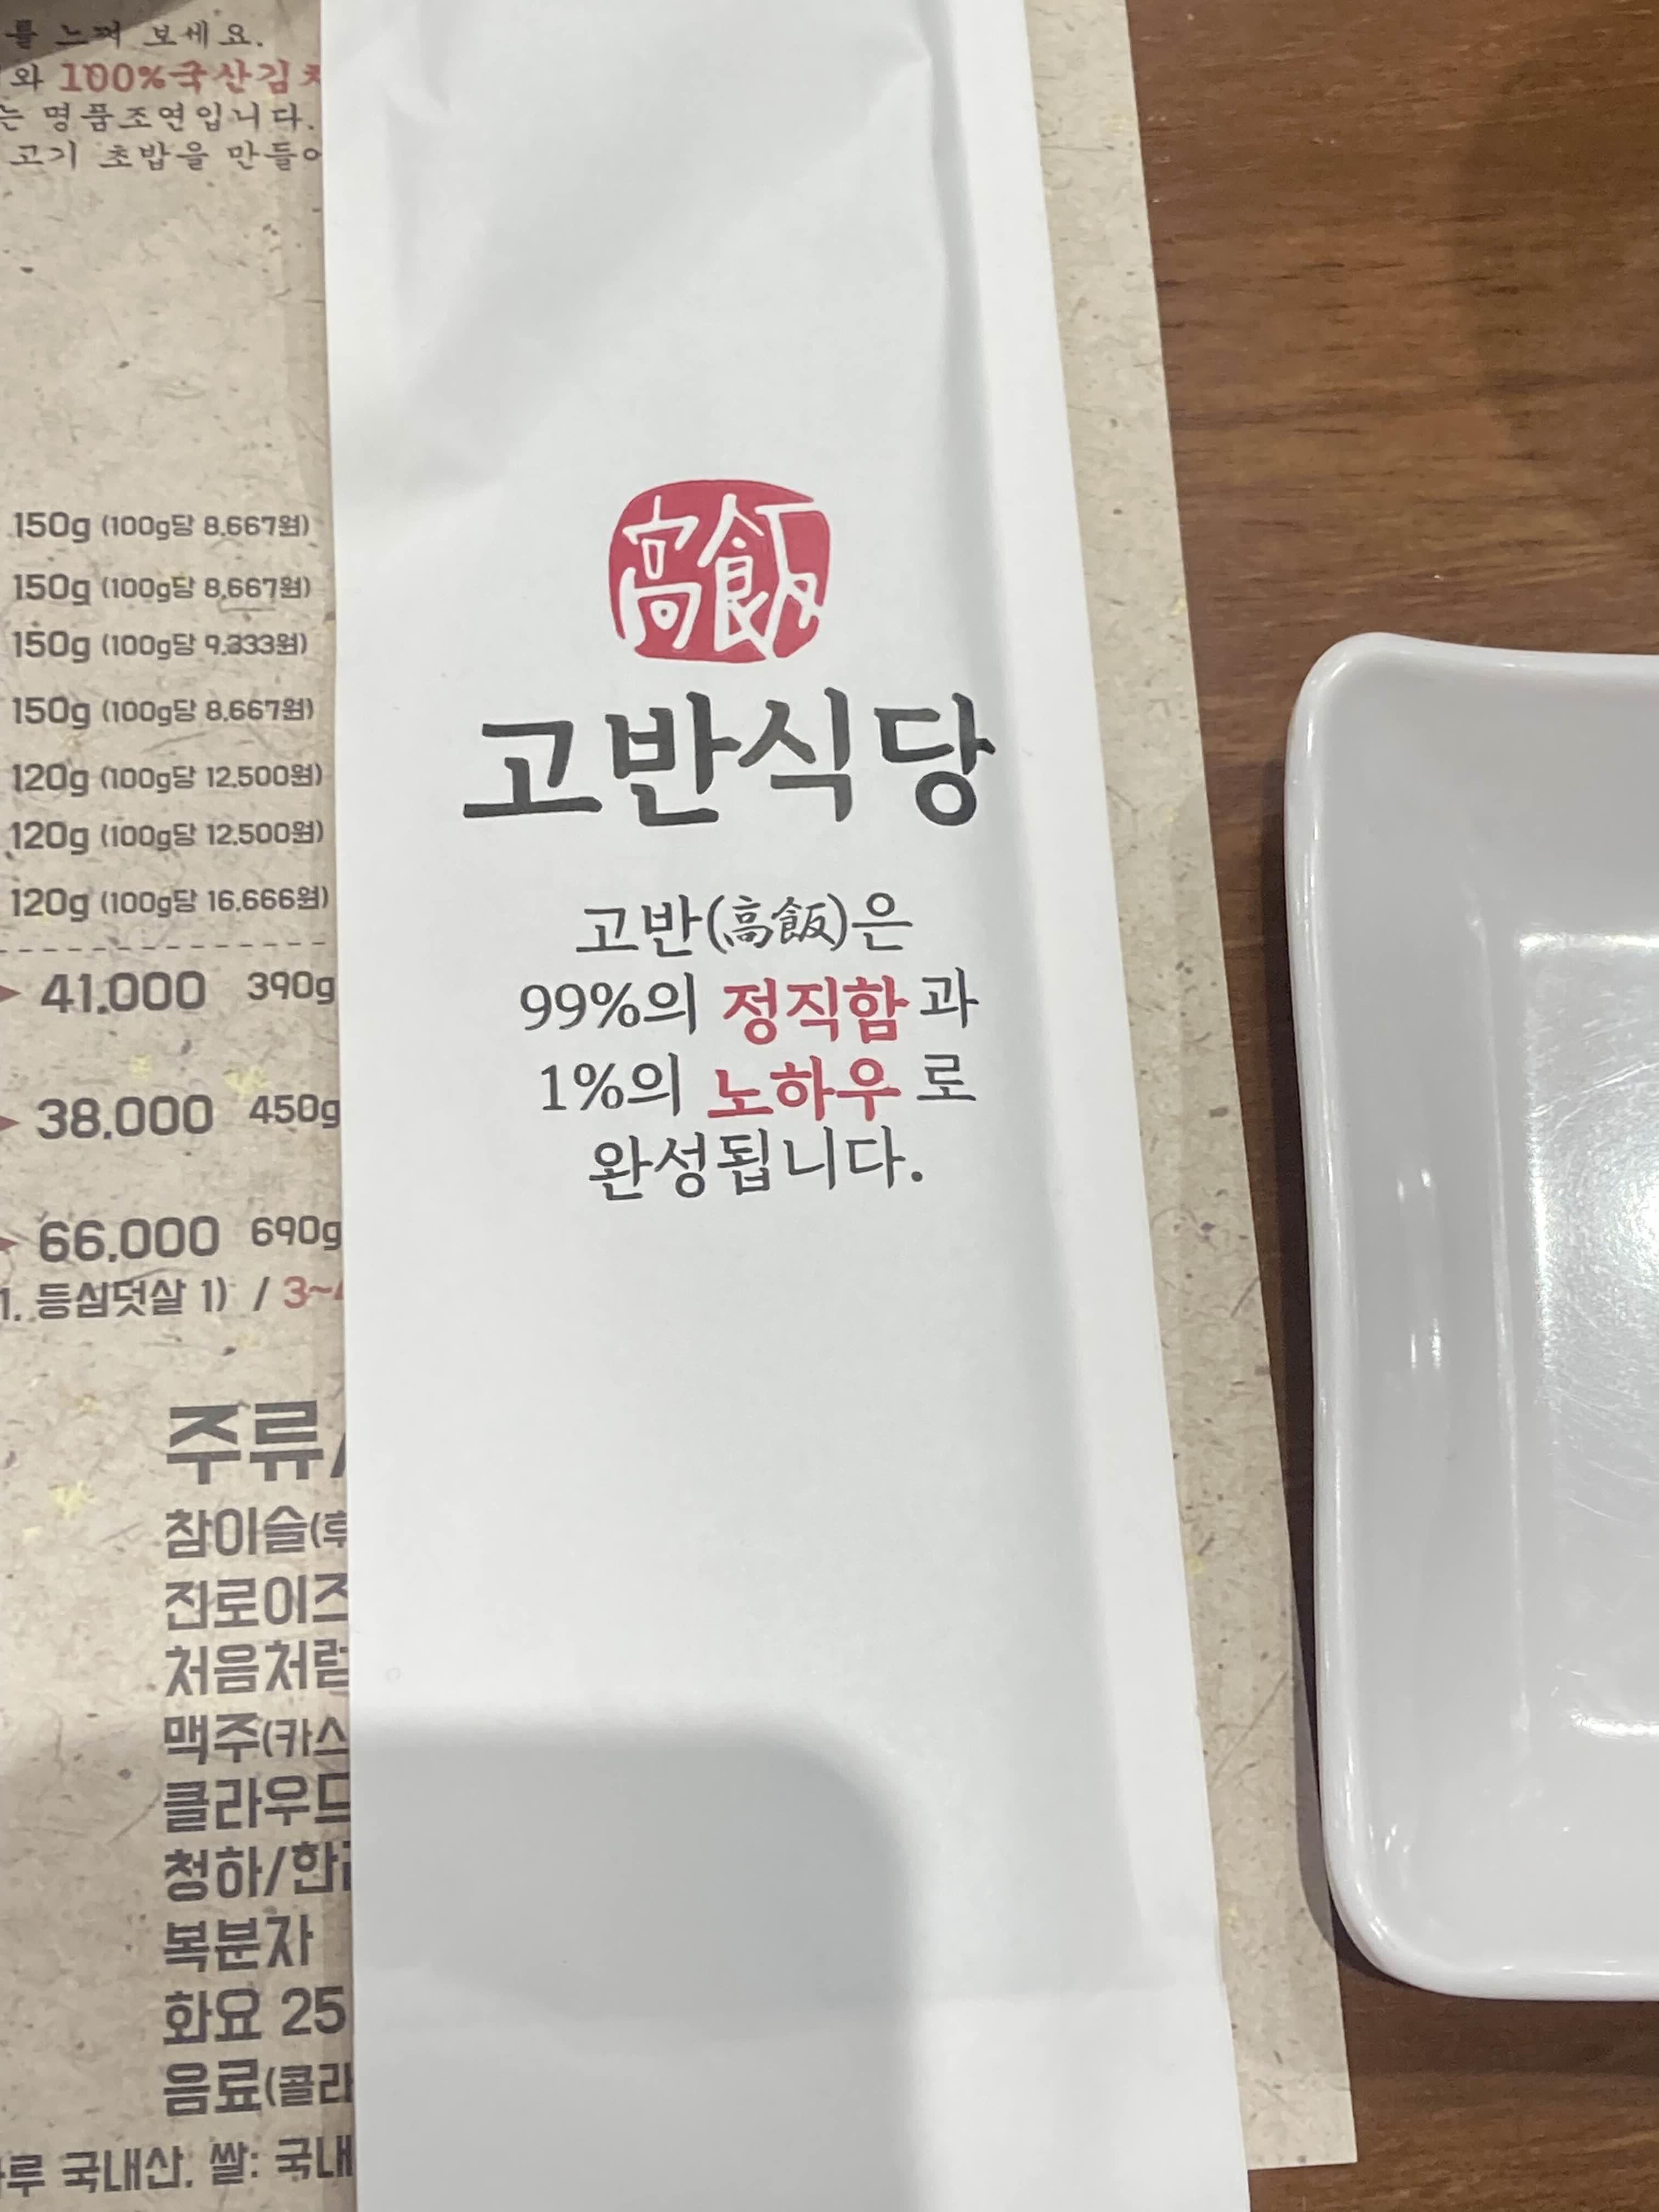 를 느껴 보세요.
와 100%국산김치
는 명품조연입니다.
고기 초밥을 만들어
150g (100g당 8,667원)
150g (100g당 8,667원)
150g (100g당 9,333원)
150g (100g당 8,667원)
120g (100g당 12,500원)
120g (100g당 12,500원)
120g (100g당 16,666원)
41,000 390g
38,000 450g
66,000 690g
1, 등심덧살 1) / 3~4
주류/
참이슬(후
진로이즈
처음처럼
맥주(카스
클라우드
청하/한라
복분자
화요 25
음료(콜라
루 국내산, 쌀: 국내
高飯
고반식당
고반(高飯)은
99%의 정직함과
1%의 노하우로
완성됩니다.